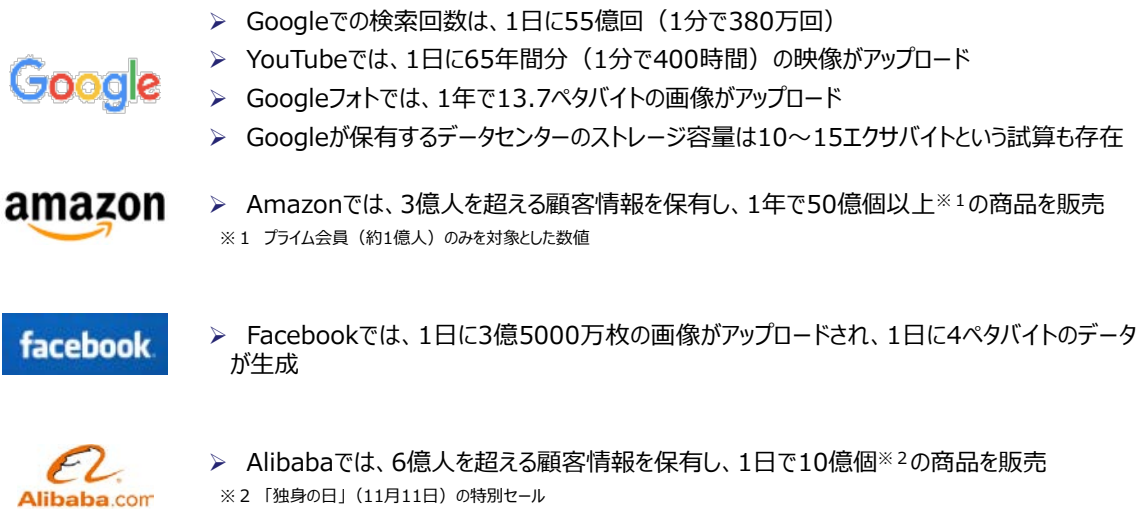 Google
➢ Googleでの検索回数は、1日に55億回（1分で380万回）
➢ YouTubeでは、1日に65年間分（1分で400時間）の映像がアップロード
➢ Googleフォトでは、1年で13.7ペタバイトの画像がアップロード
➢ Googleが保有するデータセンターのストレージ容量は10～15エクサバイトという試算も存在
amazon
➢ Amazonでは、3億人を超える顧客情報を保有し、1年で50億個以上※1の商品を販売
※１ プライム会員（約1億人）のみを対象とした数値
facebook.
➢ Facebookでは、1日に3億5000万枚の画像がアップロードされ、1日に4ペタバイトのデータ
が生成
Alibaba.com
➢ Alibabaでは、6億人を超える顧客情報を保有し、1日で10億個※2の商品を販売
※２ 「独身の日」（11月11日）の特別セール